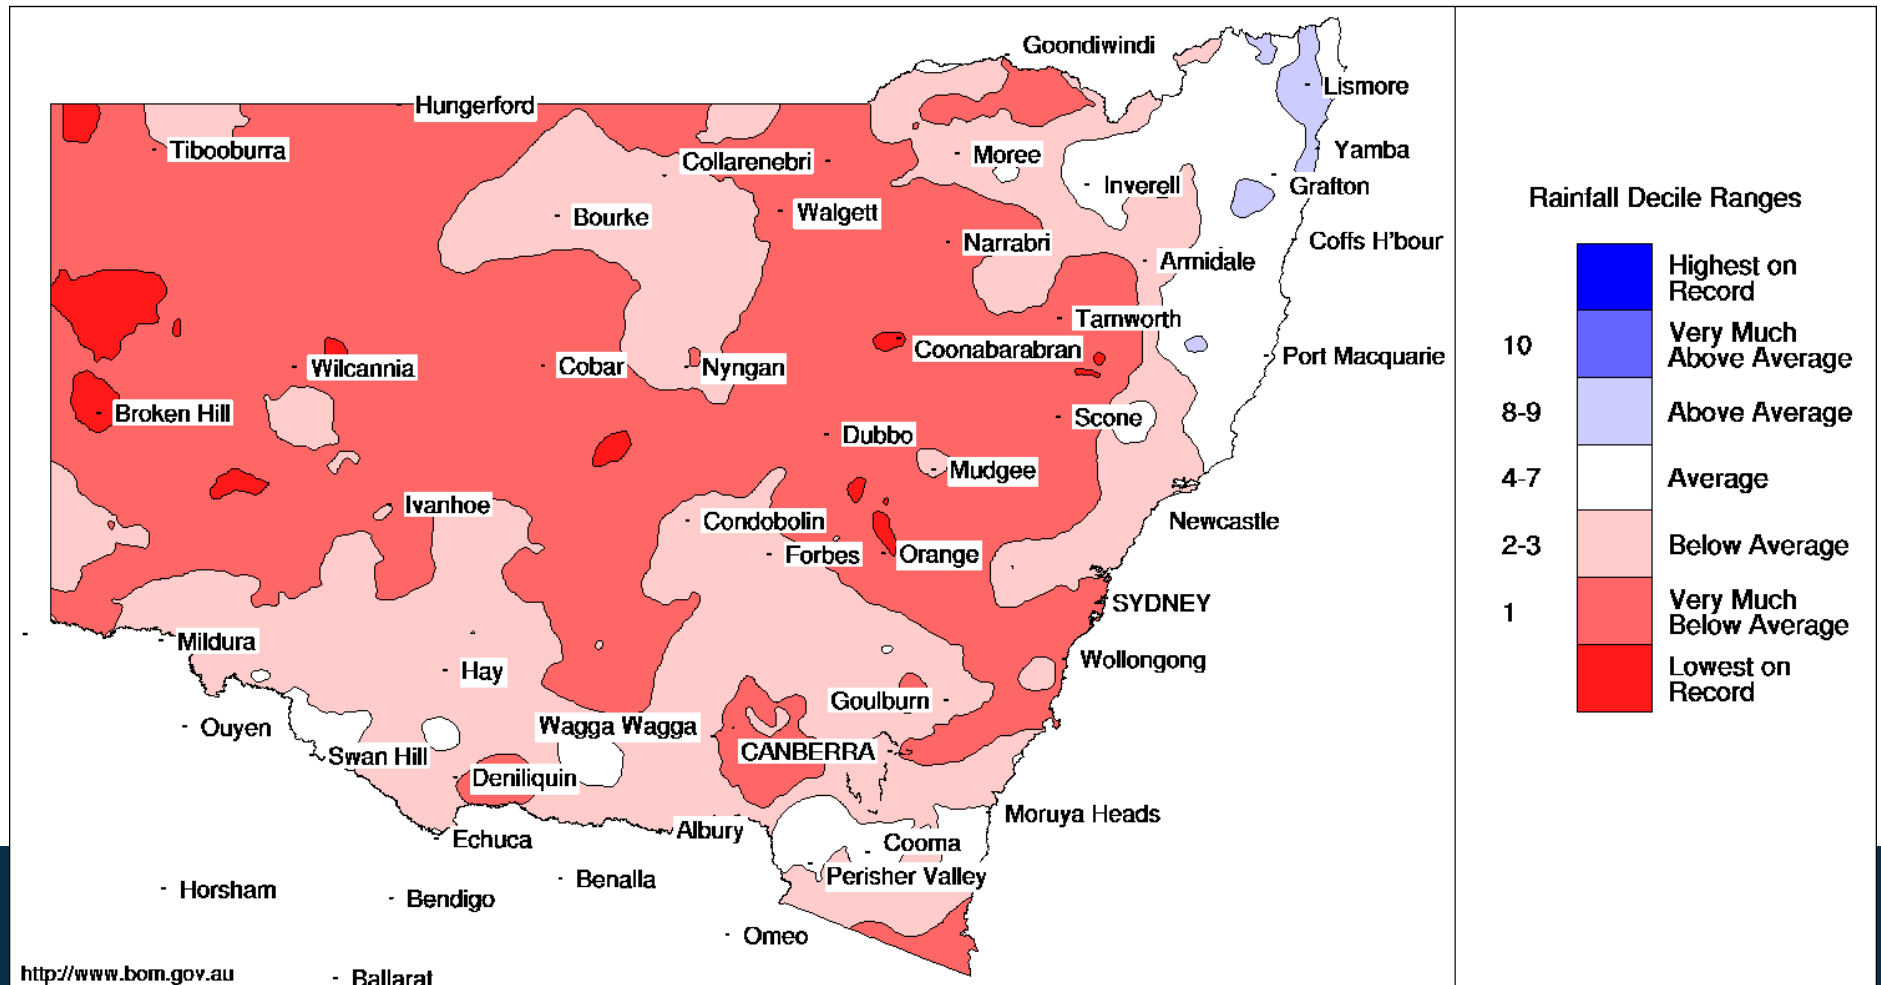 Goondiwindi
Lismore
Hungerford
Tibooburra
Collarenebri
Moree
Yamba
Inverell
Grafton
Bourke
Walgett
Narrabri
Coffs H'bour
Armidale
Tamworth
Coonabarabran
Port Macquarie
Wilcannia
Cobar
Nyngan
Broken Hill
Scone
Dubbo
Mudgee
Ivanhoe
Condobolin
Newcastle
Forbes
Orange
SYDNEY
Mildura
Wollongong
Hay
Goulburn
Ouyen
Wagga Wagga
CANBERRA
Swan Hill
Deniliquin
Moruya Heads
Albury
Echuca
Cooma
Perisher Valley
Benalla
Horsham
Bendigo
Omeo
http://www.bom.gov.au
Ballarat
Rainfall Decile Ranges
Highest on
Record
10
Very Much
Above Average
8-9
Above Average
4-7
Average
2-3
Below Average
1
Very Much
Below Average
Lowest on
Record